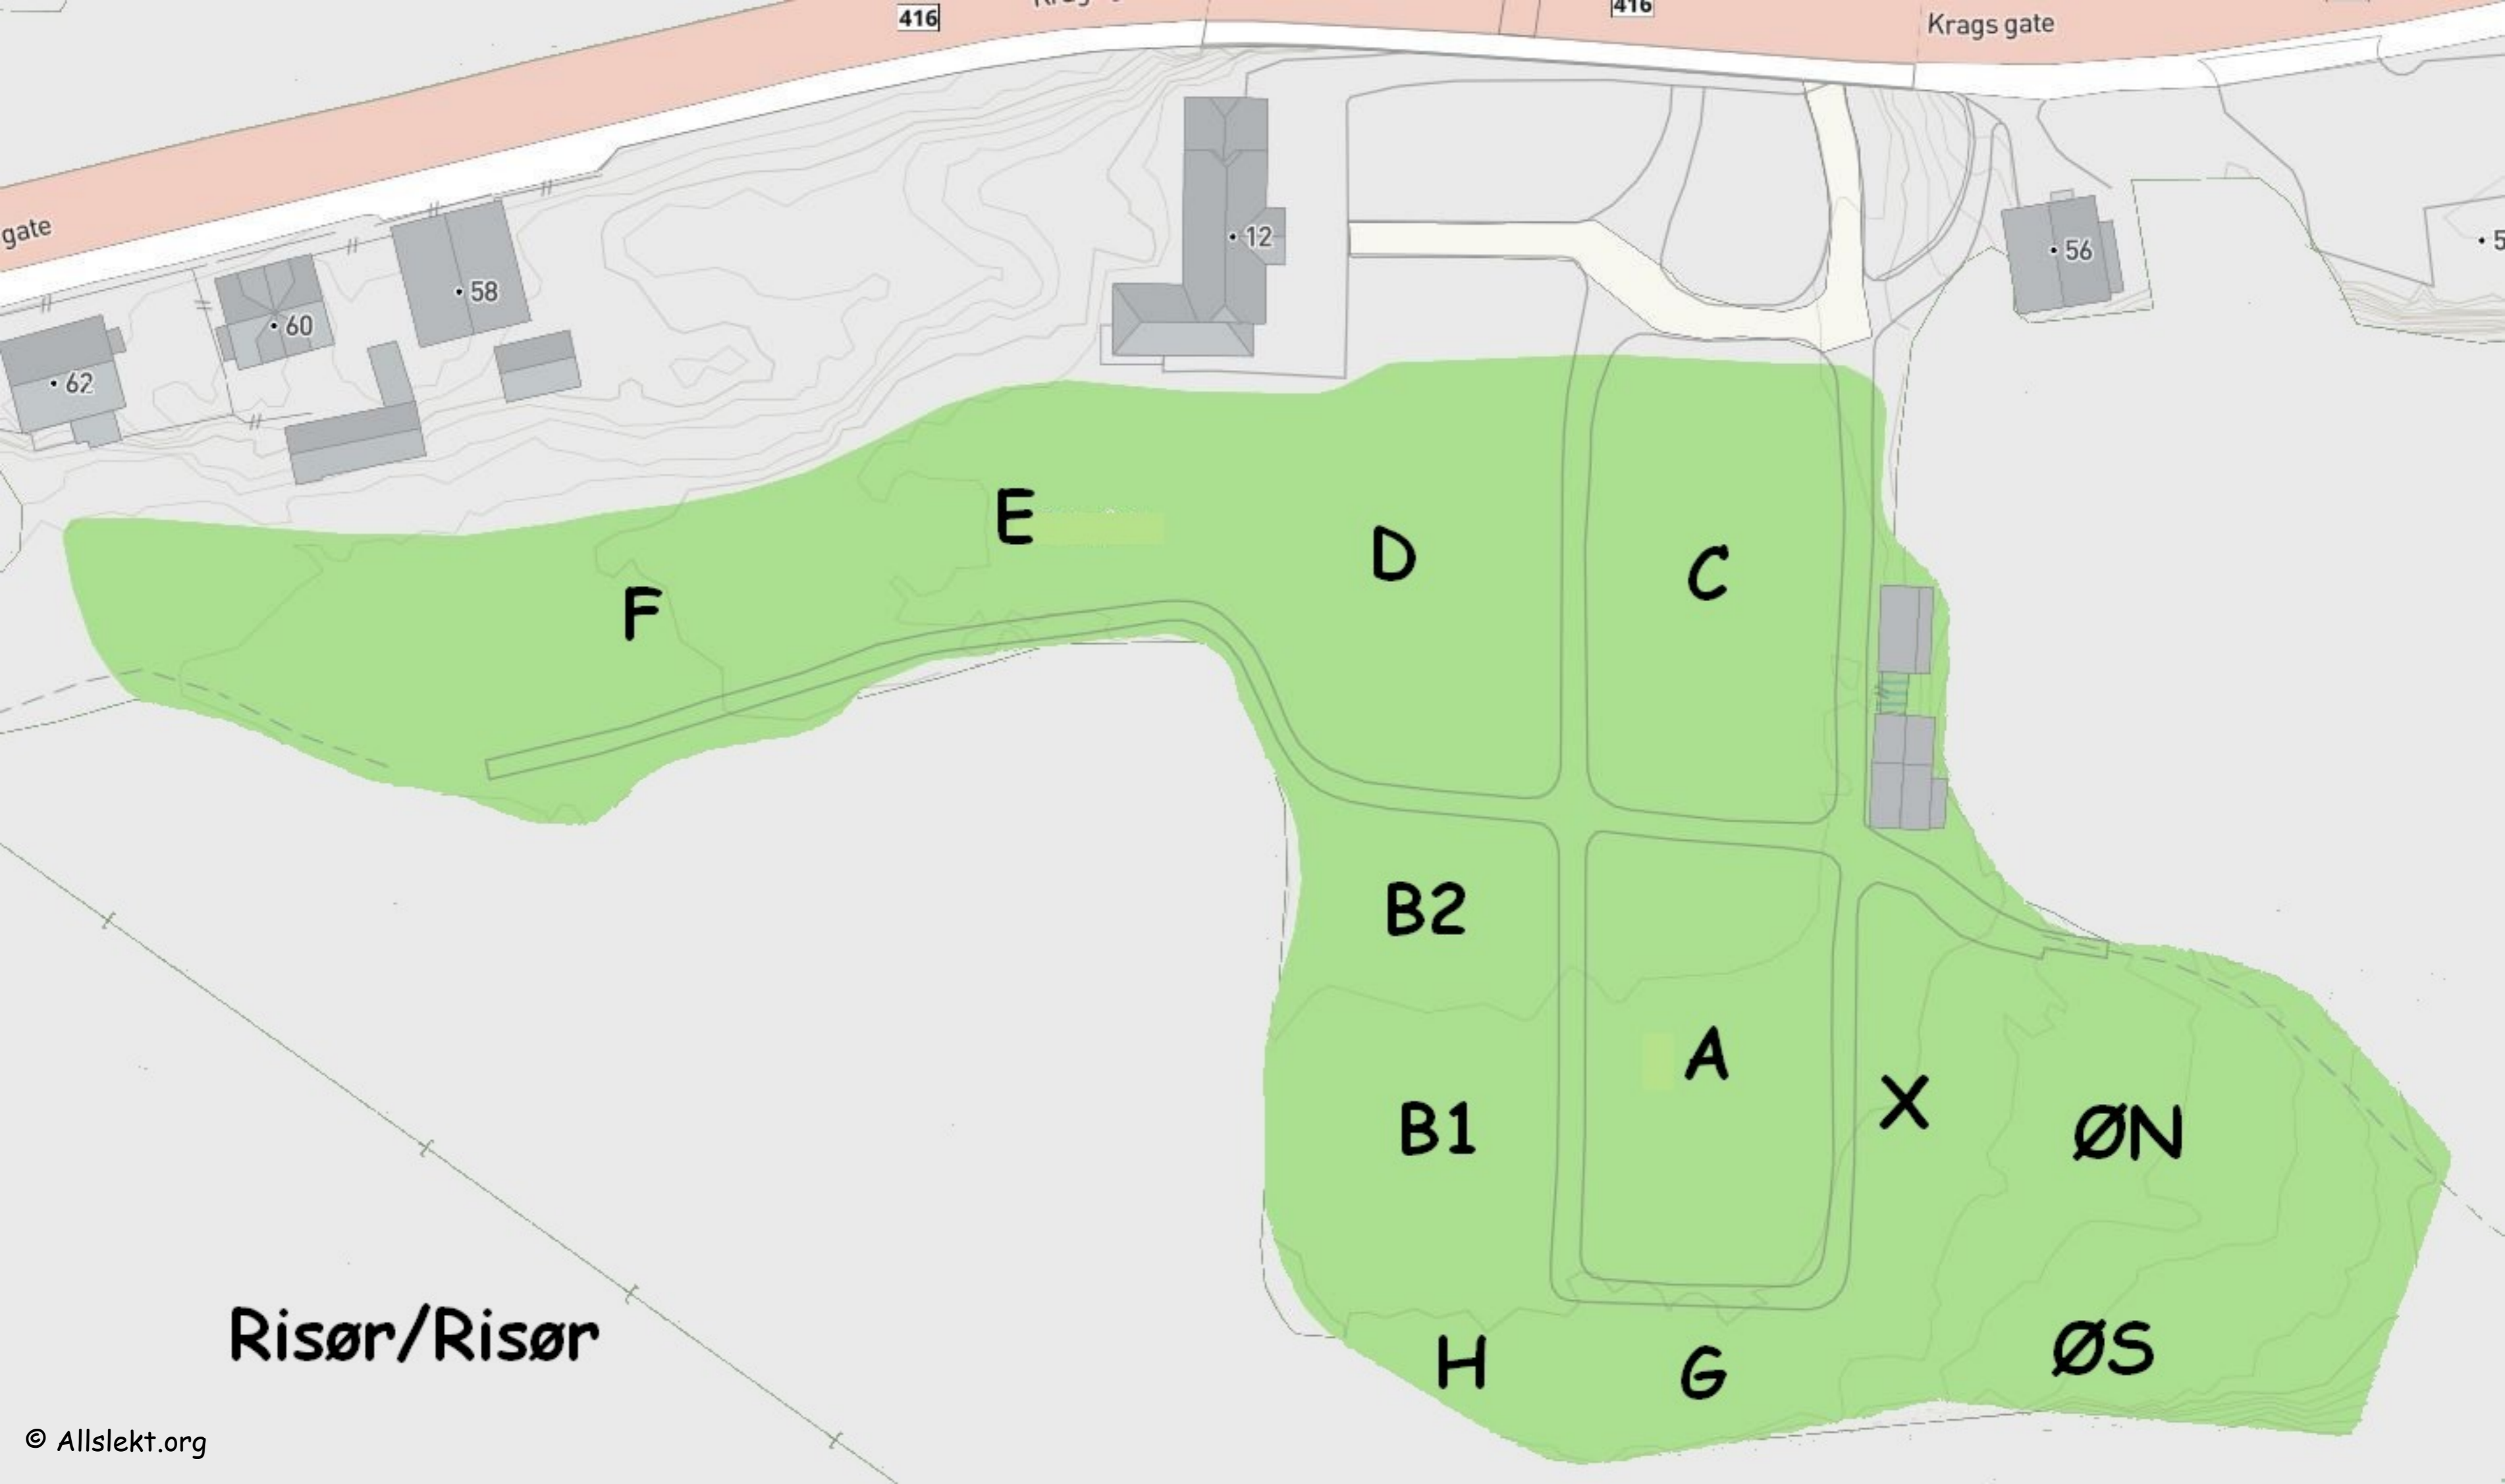 416
416
Krags gate
gate
12
56
58
60
62
E
D
C
F
B2
A
X
B1
ØN
Risør/Risør
H
G
ØS
© Allslekt.org